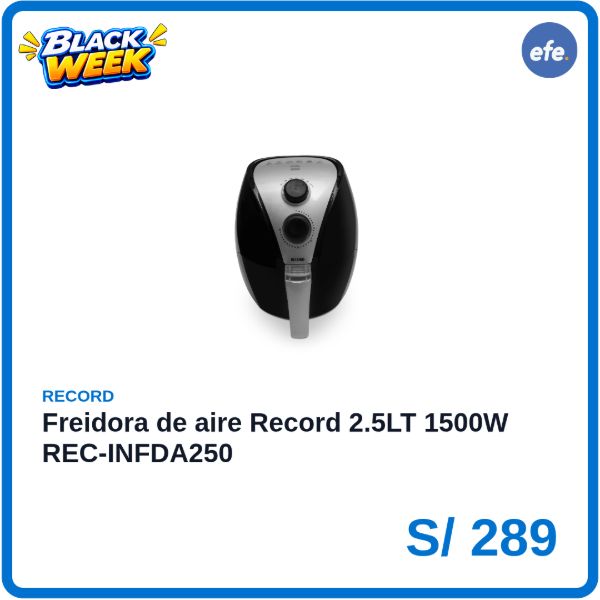 BLACK
WEEK
efe.
RECORD
Freidora de aire Record 2.5LT 1500W
REC-INFDA250
S/ 289